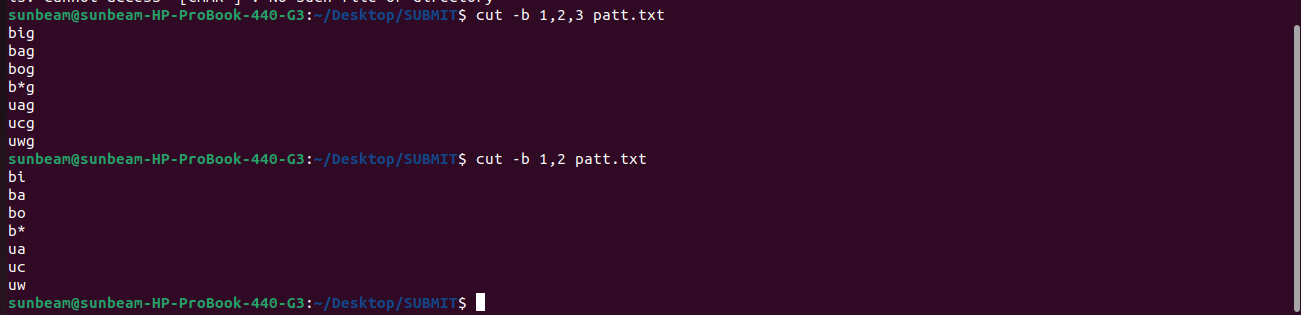 sunbeam@sunbeam-HP-ProBook-440-G3:~/Desktop/SUBMIT$ cut -b 1,2,3 patt.txt
big
bag
bog
b*g
uag
ucg
uwg
sunbeam@sunbeam-HP-ProBook-440-G3:~/Desktop/SUBMIT$ cut -b 1,2 patt.txt
bi
ba
bo
b*
ua
uc
uw
sunbeam@sunbeam-HP-ProBook-440-G3:~/Desktop/SUBMIT$